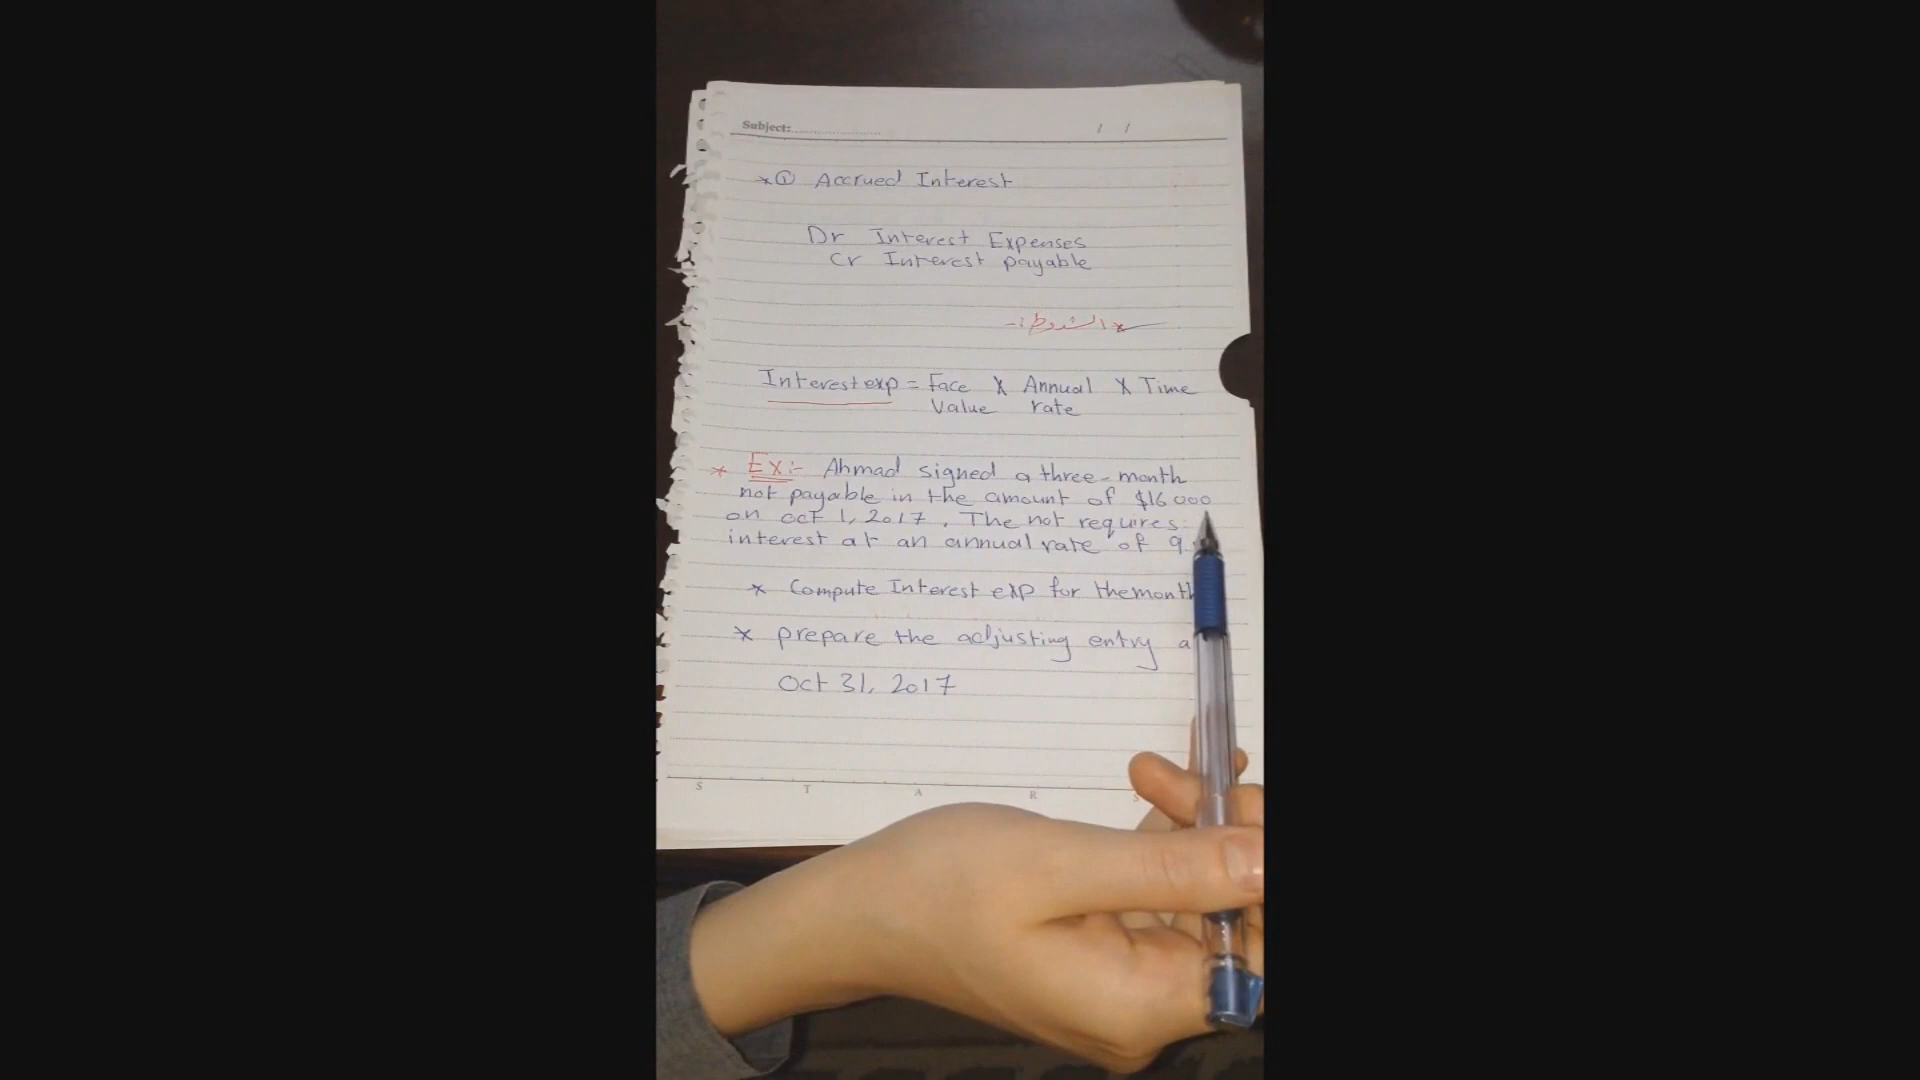 Subject:......................... / /
* ① Accrued Interest
Dr Interest Expenses
Cr Interest payable
* الشروط :-
Interest exp = Face X Annual X Time
Value rate
* Ex:- Ahmad signed a three-month
not payable in the amount of $16 000
on oct 1, 2017. The not requires
interest at an annual rate of 9
* Compute Interest exp for the month
* prepare the adjusting entry a
Oct 31, 2017
S T A R S